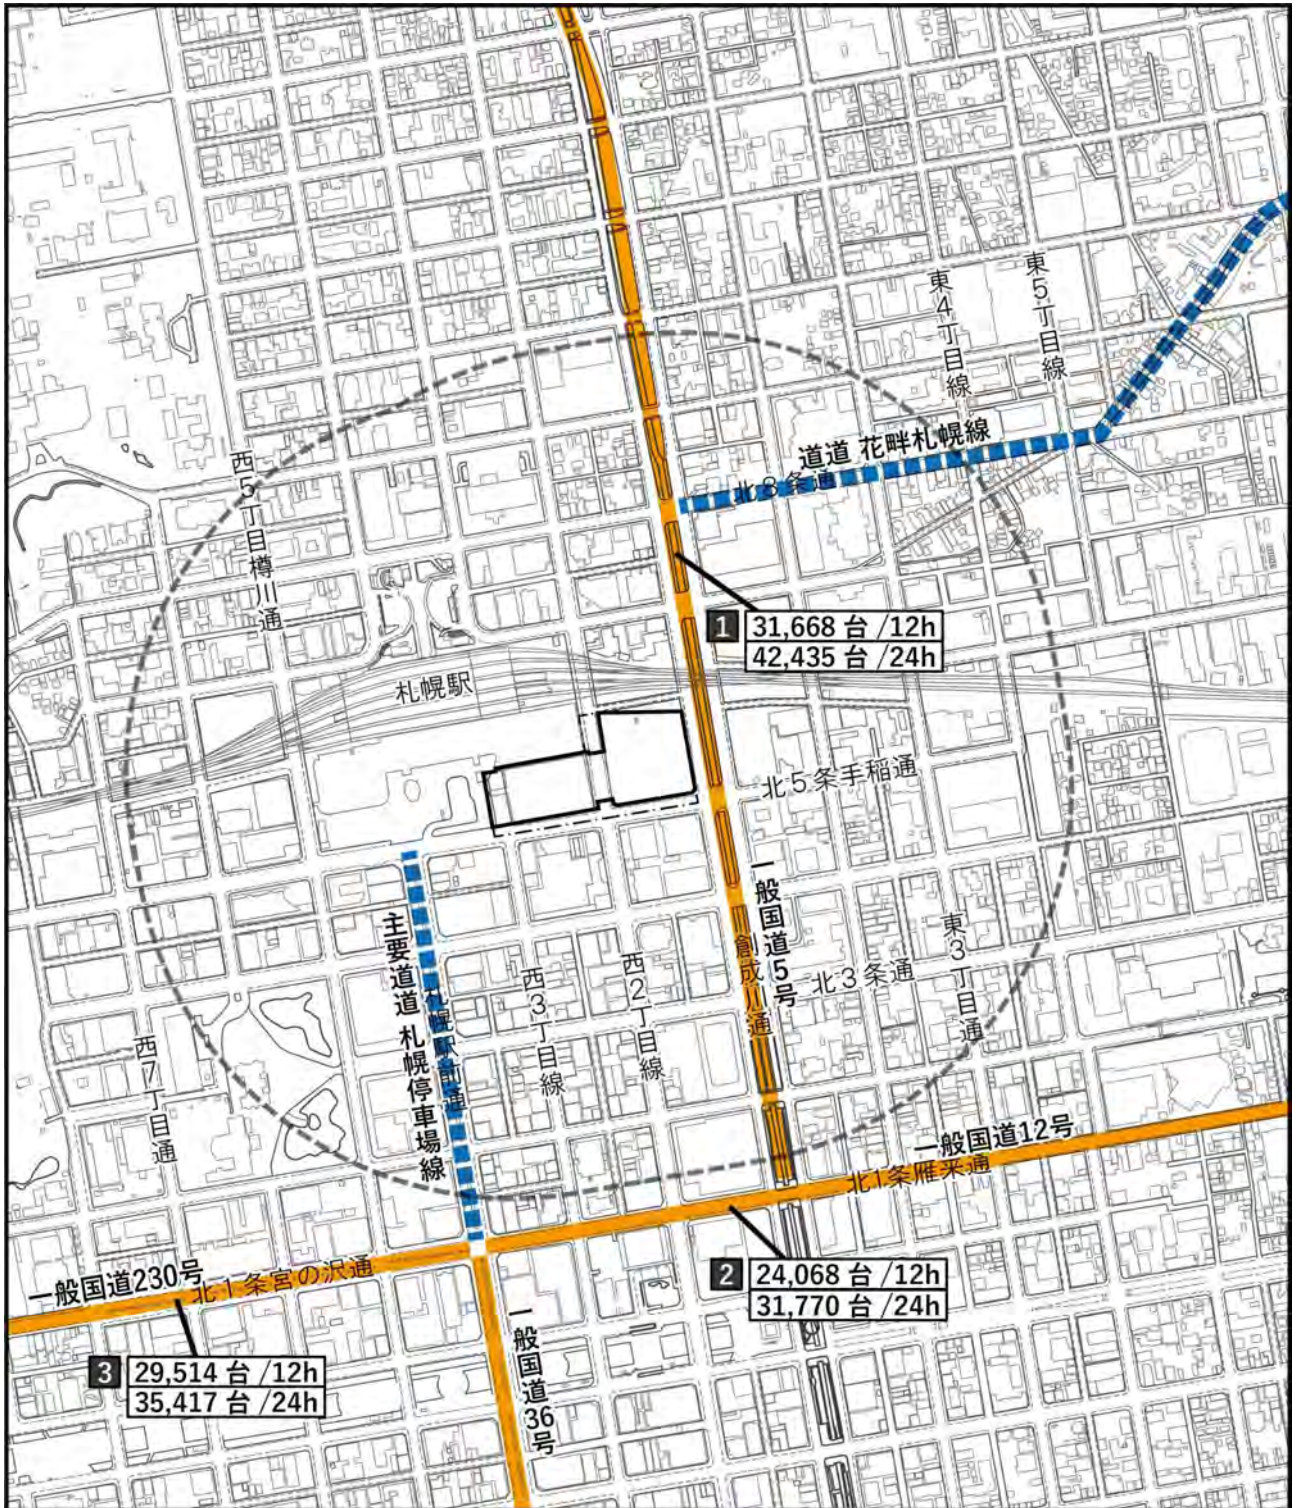 東5丁目線
東4丁目線
道道 花畔札幌線
西5丁目樽川通
北8条通
1
31,668 台 /12h
42,435 台 /24h
札幌駅
北5条手稲通
一般国道5号
創成川通
主要道道 札幌停車場線
札幌駅前通
西3丁目線
西2丁目線
北3条通
東3丁目通
西7丁目通
一般国道12号
北1条雁来通
一般国道230号
北1条宮の沢通
2
24,068 台 /12h
31,770 台 /24h
一般国道36号
3
29,514 台 /12h
35,417 台 /24h